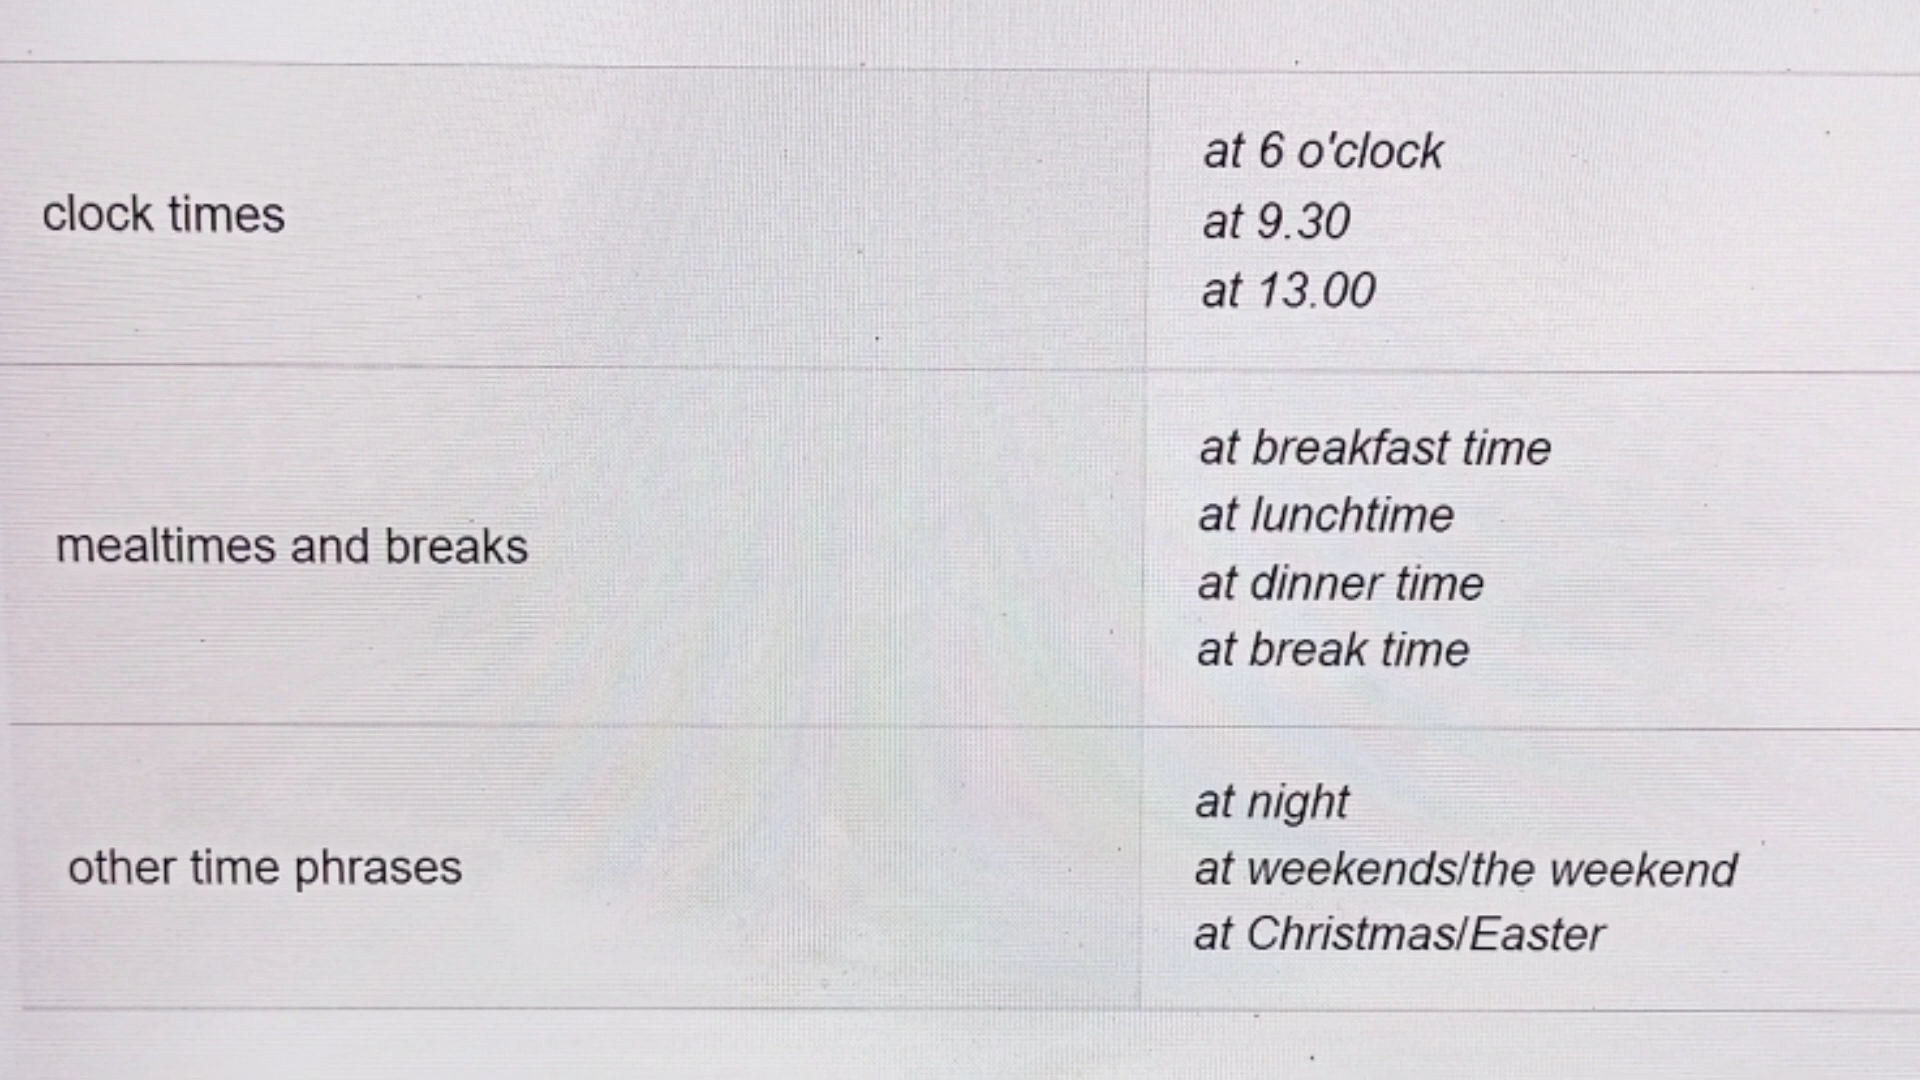 clock times
at 6 o'clock
at 9.30
at 13.00
mealtimes and breaks
at breakfast time
at lunchtime
at dinner time
at break time
other time phrases
at night
at weekends/the weekend
at Christmas/Easter